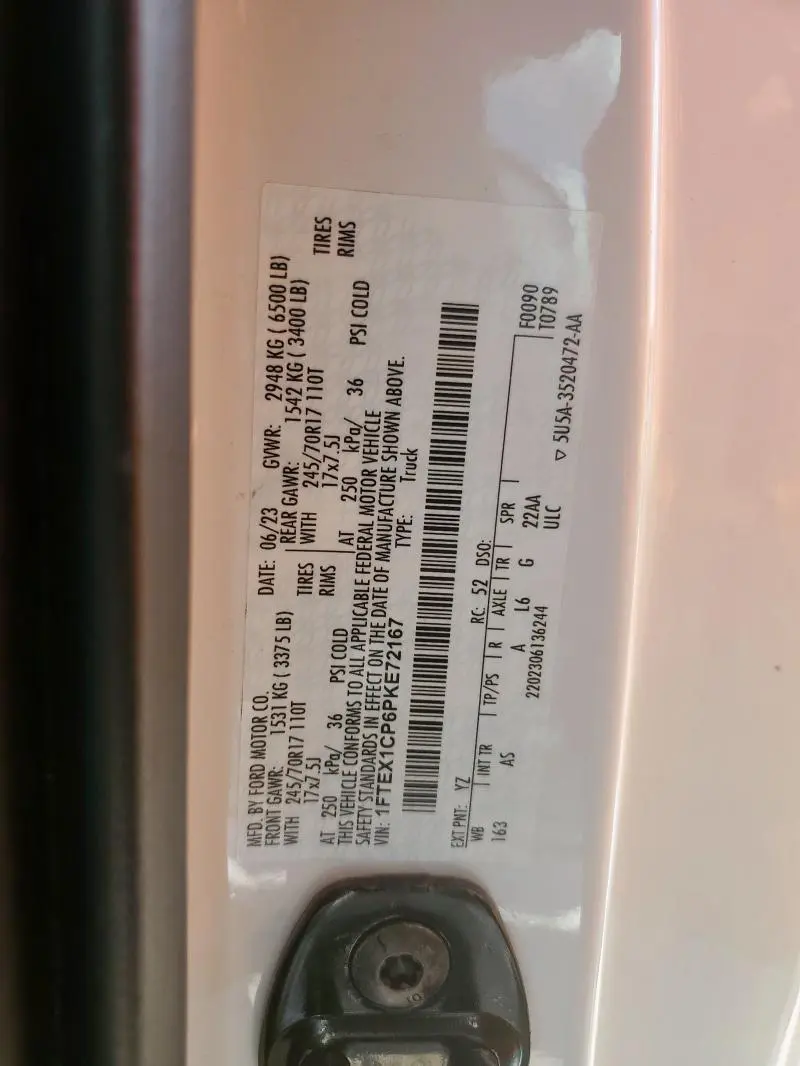 MFD. BY FORD MOTOR CO.
DATE: 06/23 GVWR: 2948 KG ( 6500 LB)
FRONT GAWR: 1531 KG ( 3375 LB) REAR GAWR: 1542 KG ( 3400 LB)
WITH 245/70R17 110T TIRES WITH 245/70R17 110T TIRES
17x7.5J RIMS 17x7.5J RIMS
AT 250 kPa/ 36 PSI COLD AT 250 kPa/ 36 PSI COLD
THIS VEHICLE CONFORMS TO ALL APPLICABLE FEDERAL MOTOR VEHICLE
SAFETY STANDARDS IN EFFECT ON THE DATE OF MANUFACTURE SHOWN ABOVE.
VIN: 1FTEX1CP6PKE72167 TYPE: Truck
EXT PNT: YZ RC: 52 DSO:
WB INT TR TP/PS R AXLE TR SPR F0090
163 AS A L6 G 22AA T0789
2202306136244 ULC ▽ 5U5A-3520472-AA